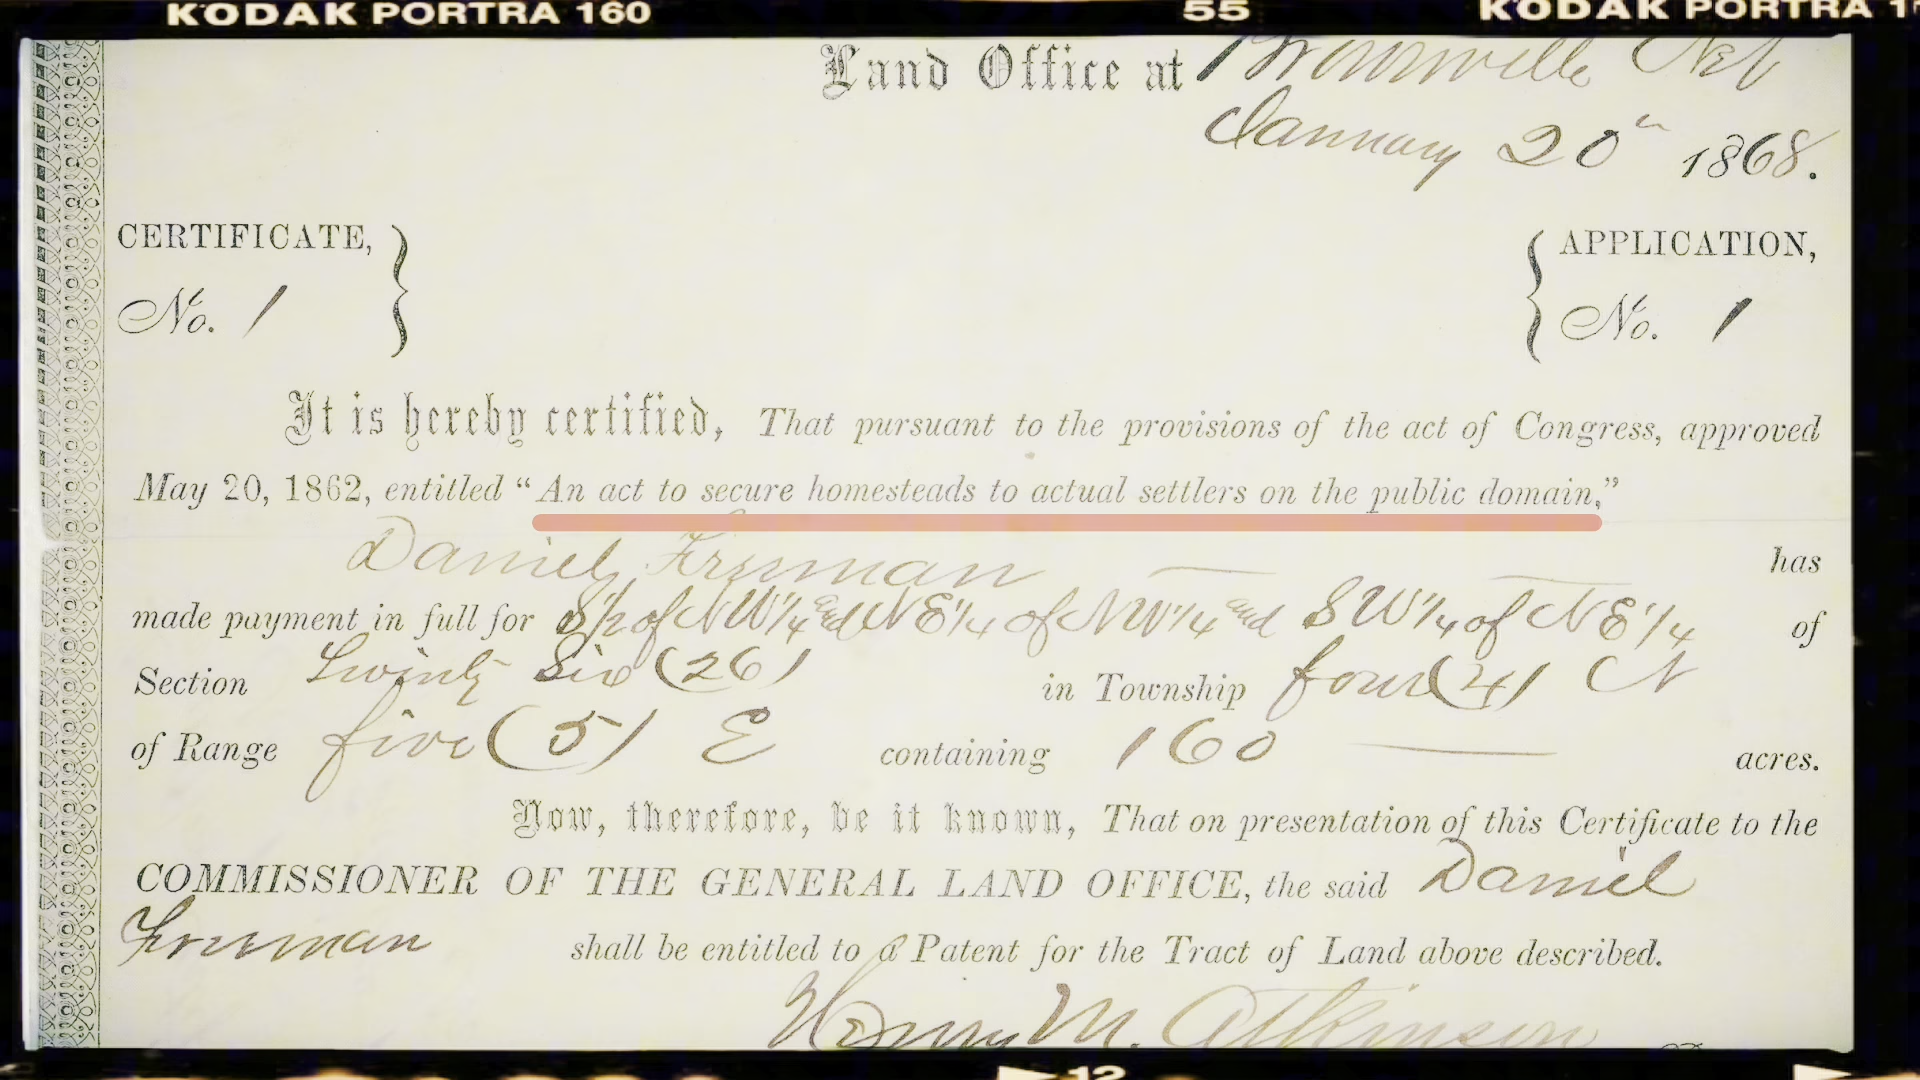 KODAK PORTRA 160 55 KODAK PORTRA 1
Land Office at Brownville Neb
January 20th 1868.
CERTIFICATE, APPLICATION,
No. 1 No. 1
It is hereby certified, That pursuant to the provisions of the act of Congress, approved
May 20, 1862, entitled “An act to secure homesteads to actual settlers on the public domain,”
Daniel Freeman has
made payment in full for S1/2 of NW1/4 and NE1/4 of NW1/4 and SW1/4 of NE1/4 of
Section Twenty Six (26) in Township four (4) N
of Range five (5) E containing 160 acres.
Now, therefore, be it known, That on presentation of this Certificate to the
COMMISSIONER OF THE GENERAL LAND OFFICE, the said Daniel
Freeman shall be entitled to a Patent for the Tract of Land above described.
Henry M. Atkinson
12